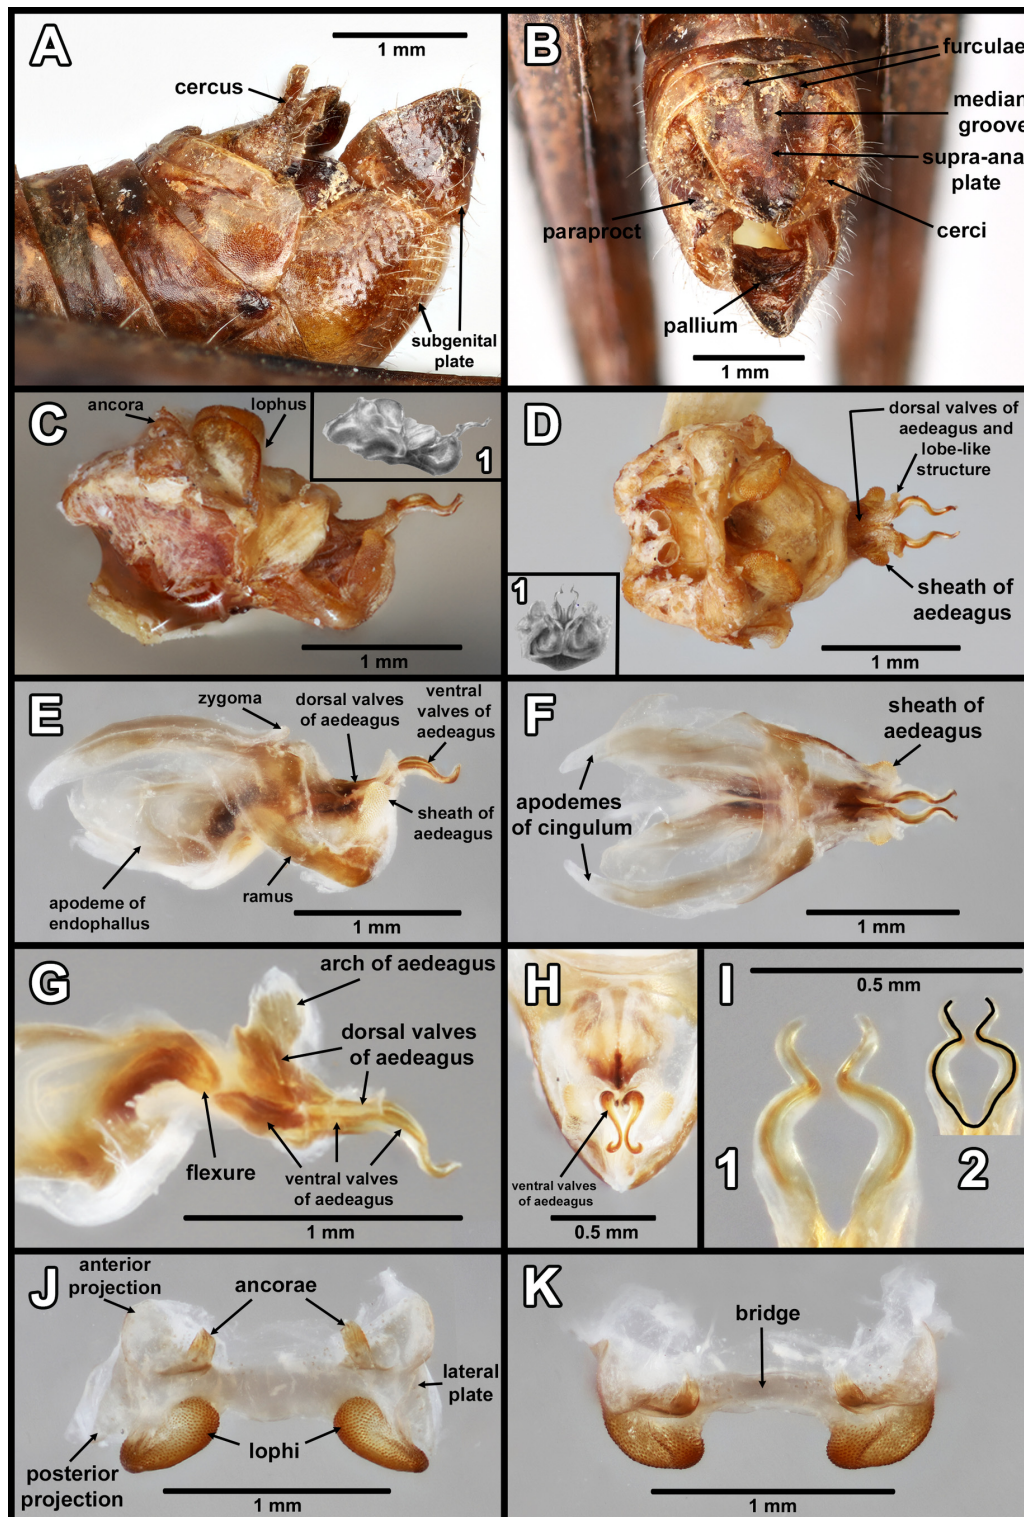 A
1 mm
cercus
subgenital
plate
B
furculae
median
groove
supra-ana
plate
cerci
paraproct
pallium
1 mm
C
ancora
lophus
1
1 mm
D
dorsal valves of
aedeagus and
lobe-like
structure
sheath of
aedeagus
1
1 mm
E
zygoma
dorsal valves
of aedeagus
ventral
valves of
aedeagus
sheath of
aedeagus
ramus
apodeme of
endophallus
1 mm
F
sheath of
aedeagus
apodemes
of cingulum
1 mm
G
arch of aedeagus
dorsal valves
of aedeagus
flexure
ventral valves
of aedeagus
1 mm
H
ventral valves
of aedeagus
0.5 mm
I
0.5 mm
1
2
J
anterior
projection
ancorae
lateral
plate
lophi
posterior
projection
1 mm
K
bridge
1 mm